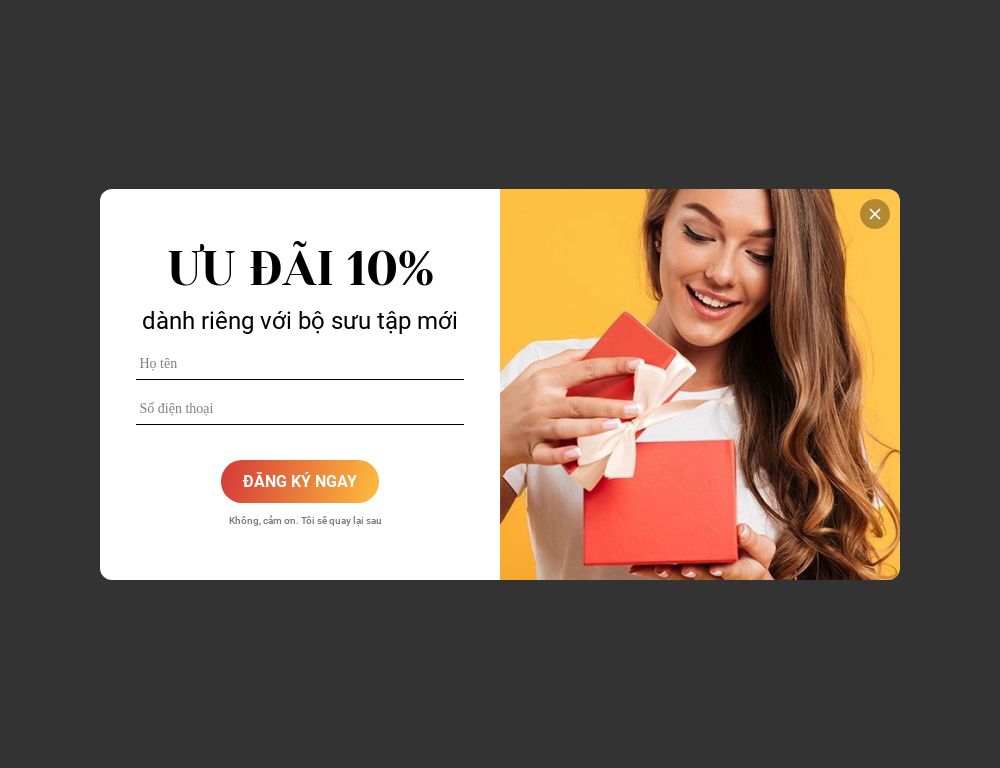 ƯU ĐÃI 10%
dành riêng với bộ sưu tập mới
Họ tên
Số điện thoại
ĐĂNG KÝ NGAY
Không, cảm ơn. Tôi sẽ quay lại sau